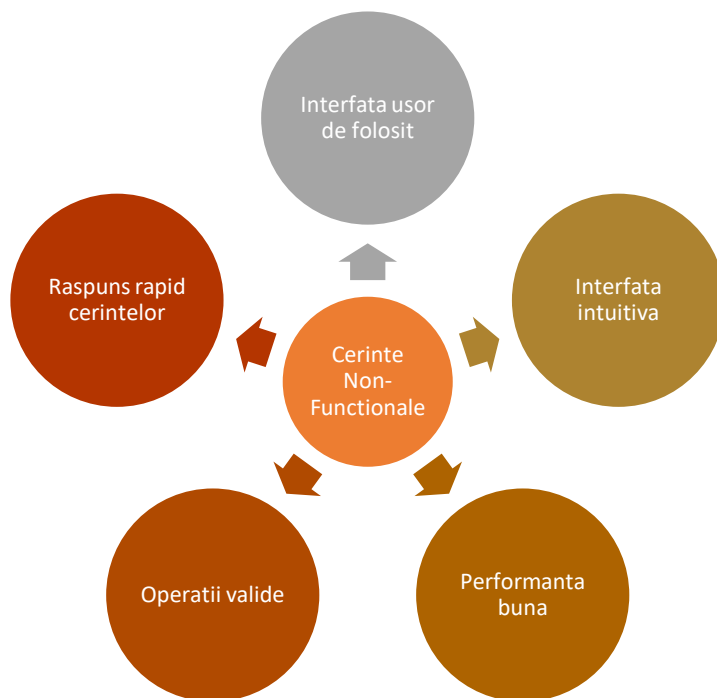 Interfata usor
de folosit
Raspuns rapid
cerintelor
Interfata
intuitiva
Cerinte
Non-
Functionale
Operatii valide
Performanta
buna